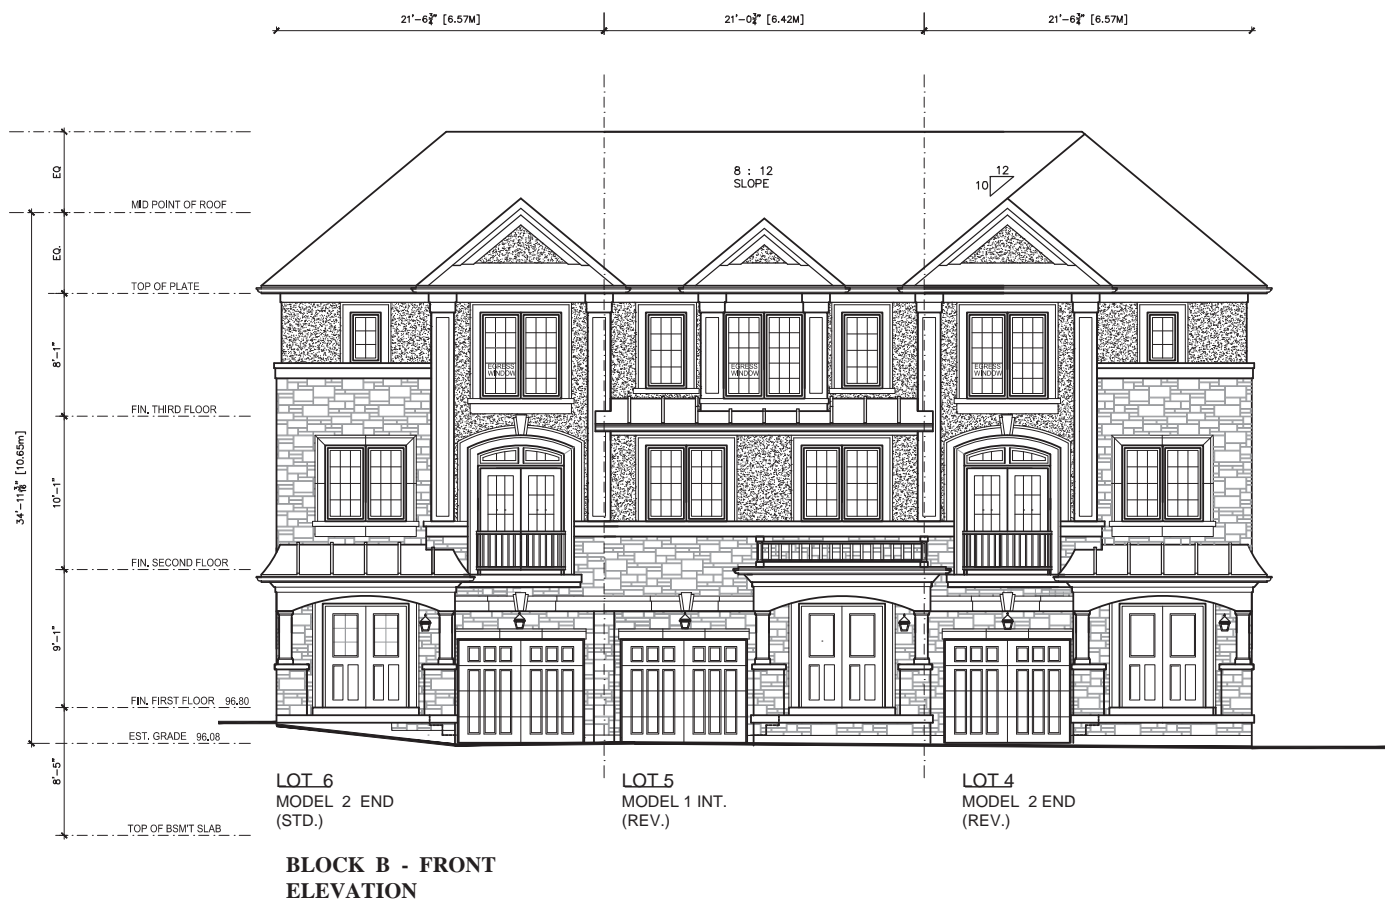 21'-6¾" [6.57M]
21'-0¾" [6.42M]
21'-6¾" [6.57M]
EQ
8 : 12
SLOPE
12
10
MID POINT OF ROOF
EQ.
TOP OF PLATE
8'-1"
EGRESS
WINDOW
EGRESS
WINDOW
EGRESS
WINDOW
FIN. THIRD FLOOR
34'-11 3/16" [10.65m]
10'-1"
FIN. SECOND FLOOR
9'-1"
FIN. FIRST FLOOR 96.80
EST. GRADE 96.08
8'-5"
TOP OF BSM'T SLAB
LOT 6
MODEL 2 END
(STD.)
LOT 5
MODEL 1 INT.
(REV.)
LOT 4
MODEL 2 END
(REV.)
BLOCK B - FRONT
ELEVATION